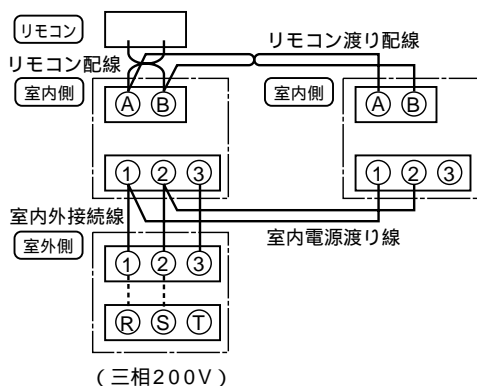 リモコン
リモコン渡り配線
リモコン配線
室内側
室内側
A B
A B
1 2 3
1 2 3
室内外接続線
室内電源渡り線
室外側
1 2 3
R S T
(三相200V)